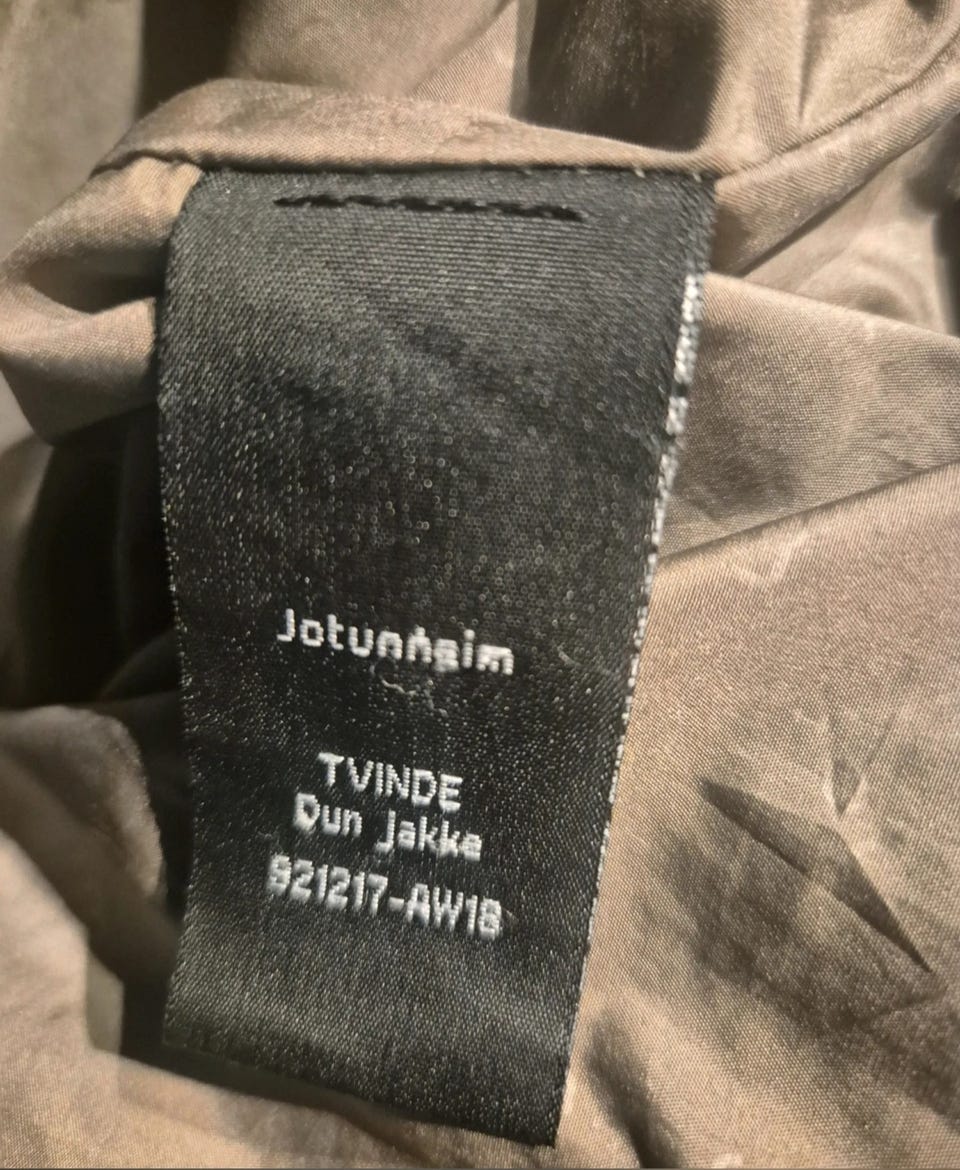 Jotunheim
TVINDE
Dun Jakke
921217-AW18